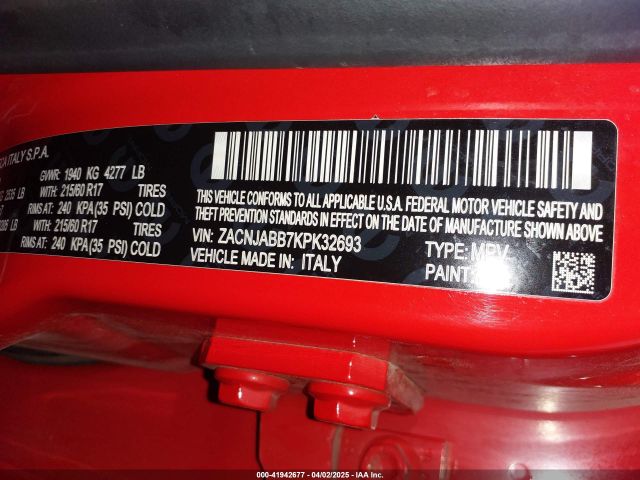 CA ITALY S.P.A.
GVWR: 1940 KG 4277 LB
2535 LB WITH: 215/60 R17 TIRES
RIMS AT: 240 KPA(35 PSI) COLD
LB WITH: 215/60 R17 TIRES
RIMS AT: 240 KPA(35 PSI) COLD
THIS VEHICLE CONFORMS TO ALL APPLICABLE U.S.A. FEDERAL MOTOR VEHICLE SAFETY AND
THEFT PREVENTION STANDARDS IN EFFECT ON THE DATE OF MANUFACTURE SHOWN ABOVE
VIN: ZACNJABB7KPK32693 TYPE: MPV
VEHICLE MADE IN: ITALY PAINT:
000-41942677 - 04/02/2025 - IAA Inc.